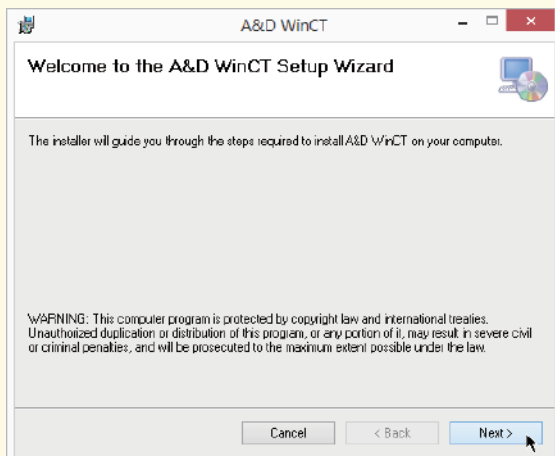 A&D WinCT
Welcome to the A&D WinCT Setup Wizard
The installer will guide you through the steps required to install A&D WinCT on your computer.
WARNING: This computer program is protected by copyright law and international treaties.
Unauthorized duplication or distribution of this program, or any portion of it, may result in severe civil
or criminal penalties, and will be prosecuted to the maximum extent possible under the law.
Cancel
< Back
Next >